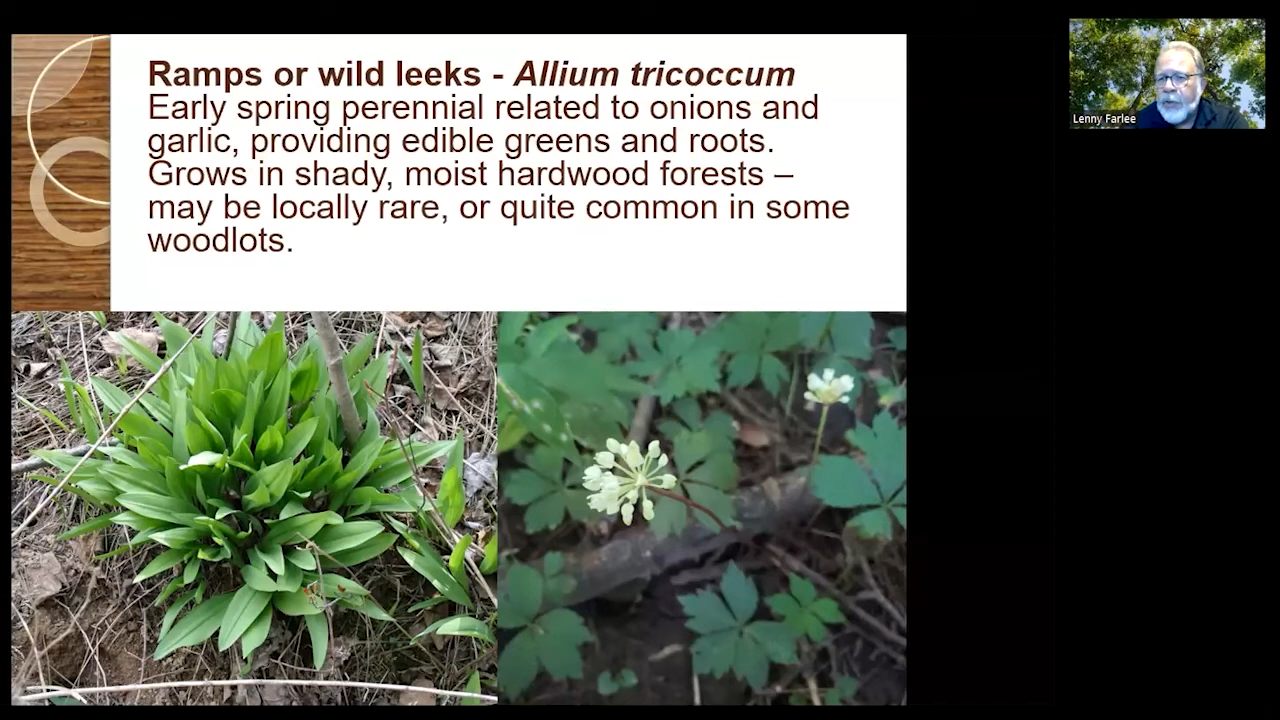 Ramps or wild leeks - Allium tricoccum
Early spring perennial related to onions and
garlic, providing edible greens and roots.
Grows in shady, moist hardwood forests –
may be locally rare, or quite common in some
woodlots.
Lenny Farlee